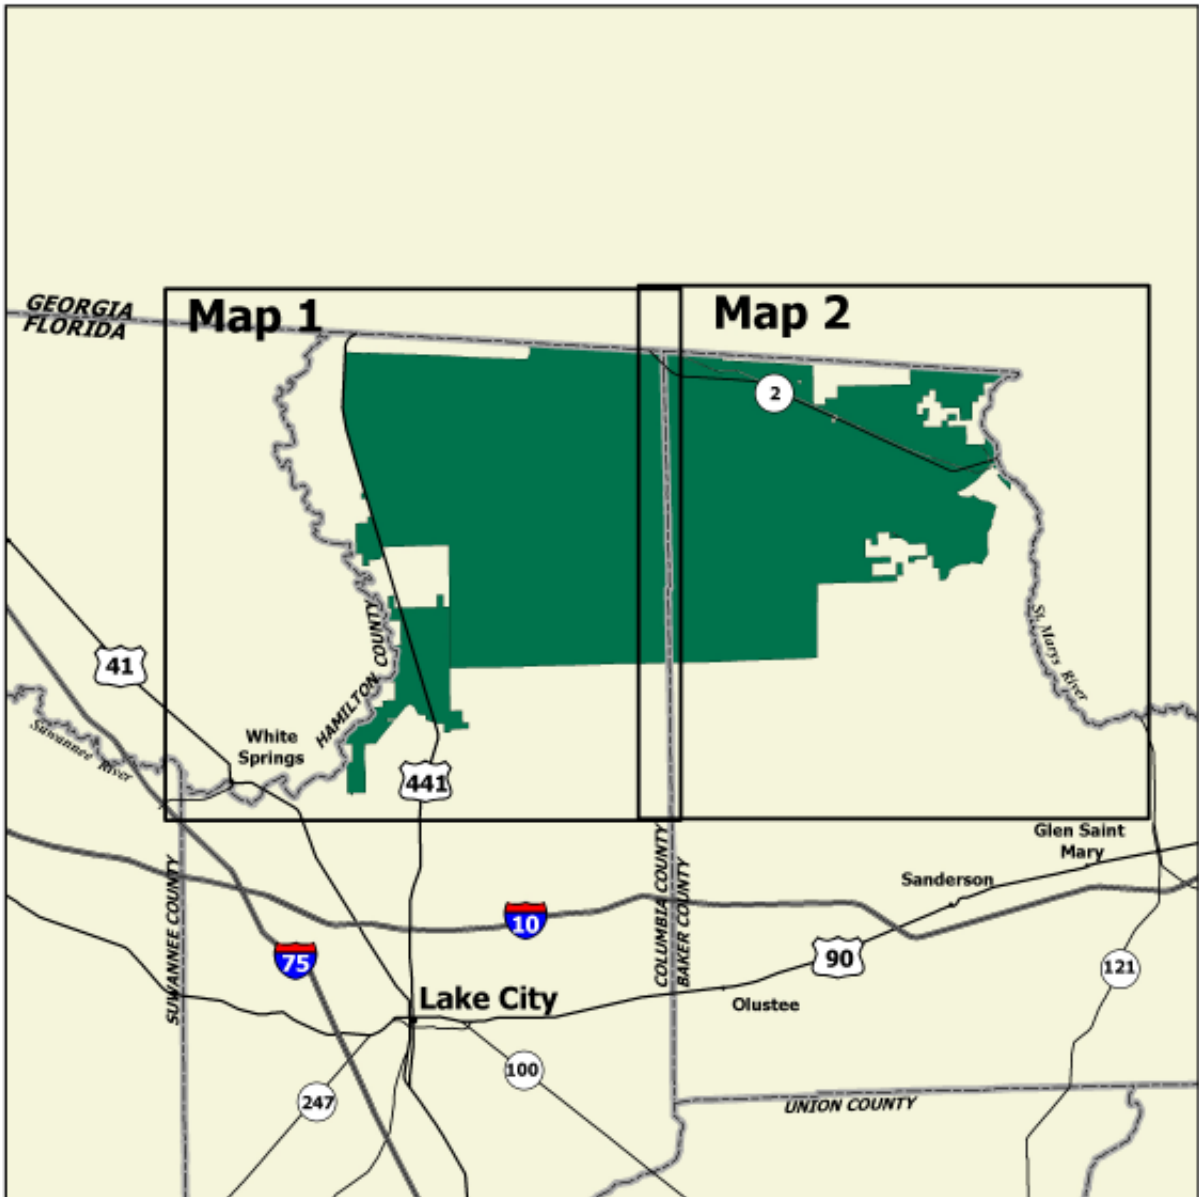 GEORGIA
FLORIDA
Map 1
Map 2
2
HAMILTON COUNTY
St. Marys River
41
White
Springs
Suwannee River
441
Glen Saint
Mary
Sanderson
SUWANNEE COUNTY
COLUMBIA COUNTY
BAKER COUNTY
10
75
90
121
Lake City
Olustee
100
247
UNION COUNTY